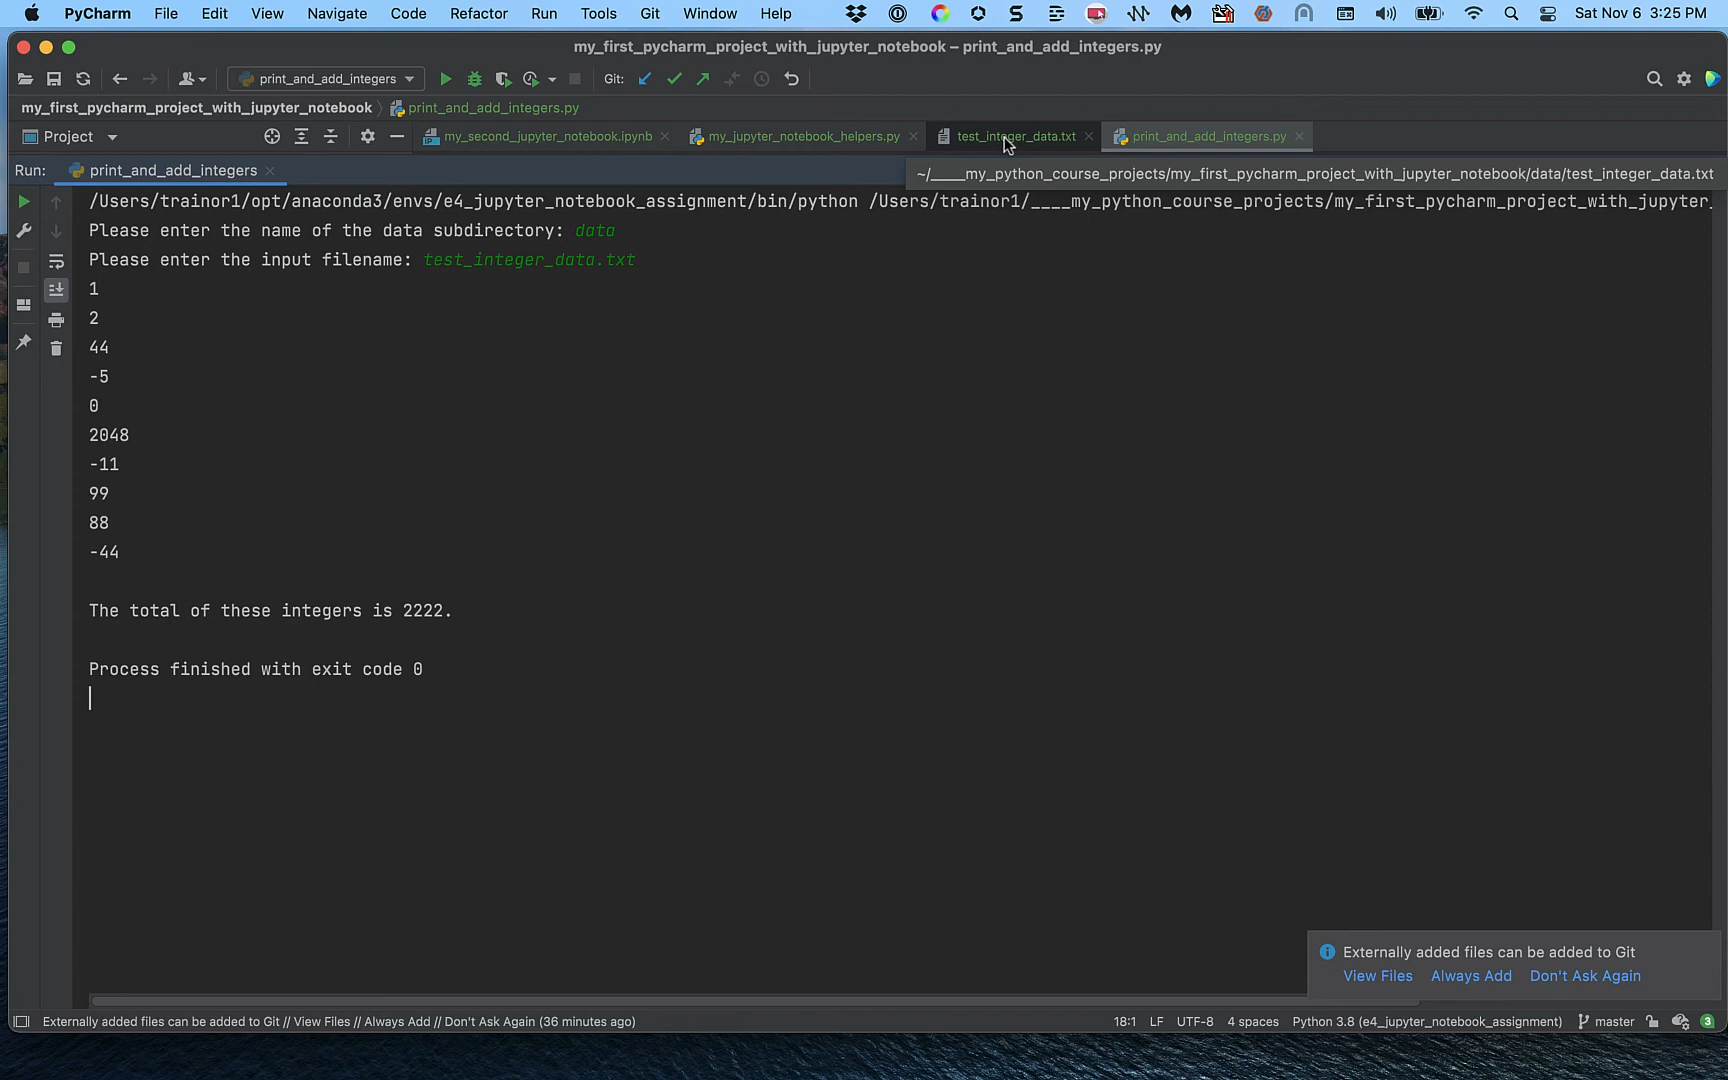 PyCharm File Edit View Navigate Code Refactor Run Tools Git Window Help Sat Nov 6 3:25 PM
my_first_pycharm_project_with_jupyter_notebook – print_and_add_integers.py
print_and_add_integers Git:
my_first_pycharm_project_with_jupyter_notebook print_and_add_integers.py
Project my_second_jupyter_notebook.ipynb my_jupyter_notebook_helpers.py test_integer_data.txt print_and_add_integers.py
Run: print_and_add_integers
~/____my_python_course_projects/my_first_pycharm_project_with_jupyter_notebook/data/test_integer_data.txt
/Users/trainor1/opt/anaconda3/envs/e4_jupyter_notebook_assignment/bin/python /Users/trainor1/____my_python_course_projects/my_first_pycharm_project_with_jupyter_
Please enter the name of the data subdirectory: data
Please enter the input filename: test_integer_data.txt
1
2
44
-5
0
2048
-11
99
88
-44
The total of these integers is 2222.
Process finished with exit code 0
Externally added files can be added to Git
View Files Always Add Don't Ask Again
Externally added files can be added to Git // View Files // Always Add // Don't Ask Again (36 minutes ago) 18:1 LF UTF-8 4 spaces Python 3.8 (e4_jupyter_notebook_assignment) master 3